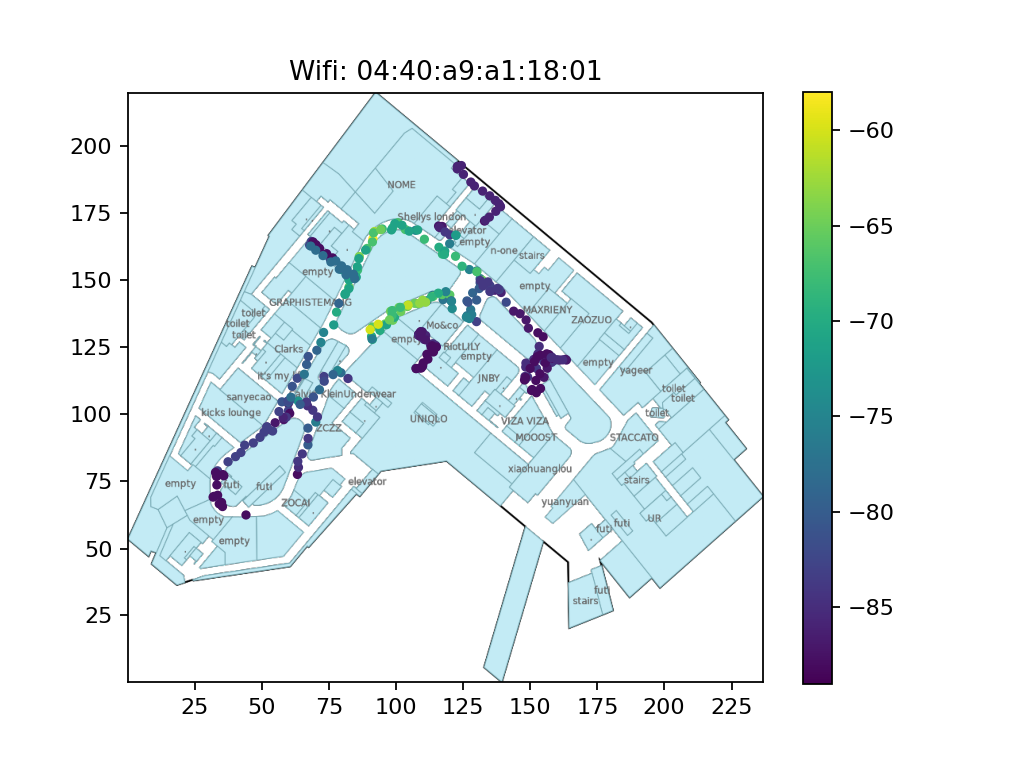 Wifi: 04:40:a9:a1:18:01
200
175
150
125
100
75
50
25
25 50 75 100 125 150 175 200 225
−60
−65
−70
−75
−80
−85
NOME
Shellys london
elevator
empty
n-one
stairs
empty
empty
GRAPHISTEMANG
toilet
toilet
toilet
MAXRIENY
ZAOZUO
Mo&co
RiotLILY
empty
Clarks
It's my
sanyecao
kicks lounge
KleinUnderwear
ZCZZ
JNBY
UNIQLO
empty
yageer
toilet
toilet
toilet
VIZA VIZA
MOOOST
STACCATO
xiaohuanglou
stairs
elevator
empty
futi
futi
ZOCAI
empty
empty
yuanyuan
futi
futi
UR
futi
stairs